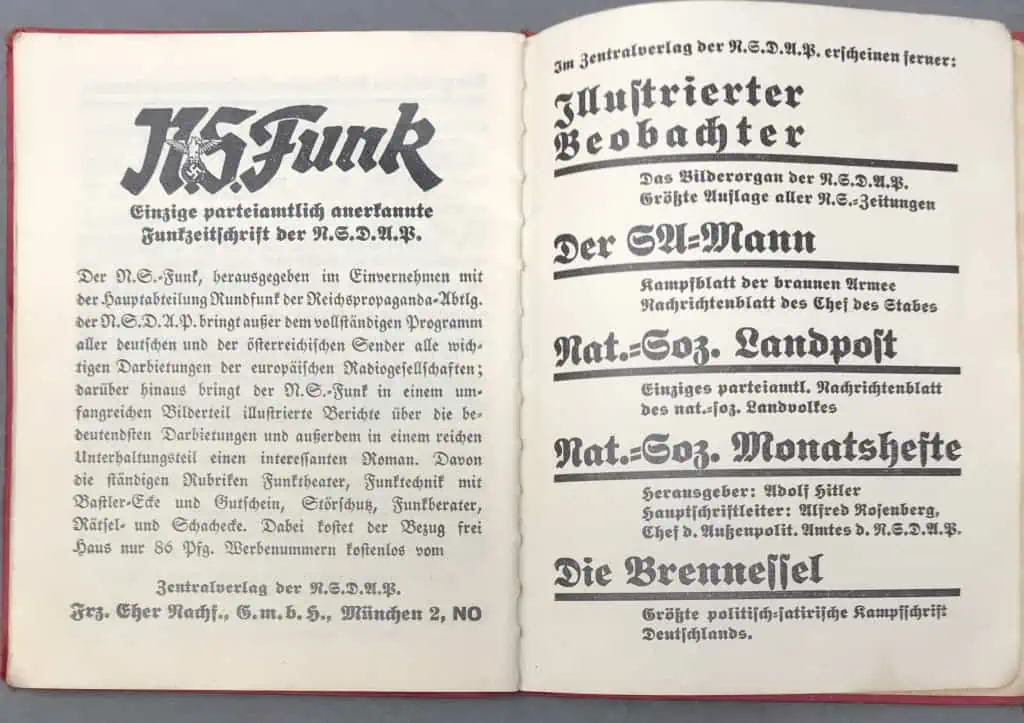 N.S. Funk
Einzige parteiamtlich anerkannte
Funkzeitschrift der N.S.D.A.P.
Der N.S.-Funk, herausgegeben im Einvernehmen mit
der Hauptabteilung Rundfunk der Reichspropaganda-Abtlg.
der N.S.D.A.P. bringt außer dem vollständigen Programm
aller deutschen und der österreichischen Sender alle wich-
tigen Darbietungen der europäischen Radiogesellschaften;
darüber hinaus bringt der N.S.-Funk in einem um-
fangreichen Bilderteil illustrierte Berichte über die be-
deutendsten Darbietungen und außerdem in einem reichen
Unterhaltungsteil einen interessanten Roman. Davon
die ständigen Rubriken Funktheater, Funktechnik mit
Bastler-Ecke und Gutschein, Störschutz, Funkberater,
Rätsel- und Schachecke. Dabei kostet der Bezug frei
Haus nur 86 Pfg. Werbenummern kostenlos vom
Zentralverlag der N.S.D.A.P.
Frz. Eher Nachf., G.m.b.H., München 2, NO
Im Zentralverlag der N.S.D.A.P. erscheinen ferner:
Illustrierter
Beobachter
Das Bilderorgan der N.S.D.A.P.
Größte Auflage aller N.S.-Zeitungen
Der SA-Mann
Kampfblatt der braunen Armee
Nachrichtenblatt des Chef des Stabes
Nat.-Soz. Landpost
Einziges parteiamtl. Nachrichtenblatt
des nat.-soz. Landvolkes
Nat.-Soz. Monatshefte
Herausgeber: Adolf Hitler
Hauptschriftleiter: Alfred Rosenberg,
Chef d. Außenpolit. Amtes d. N.S.D.A.P.
Die Brennessel
Größte politisch-satirische Kampfschrift
Deutschlands.